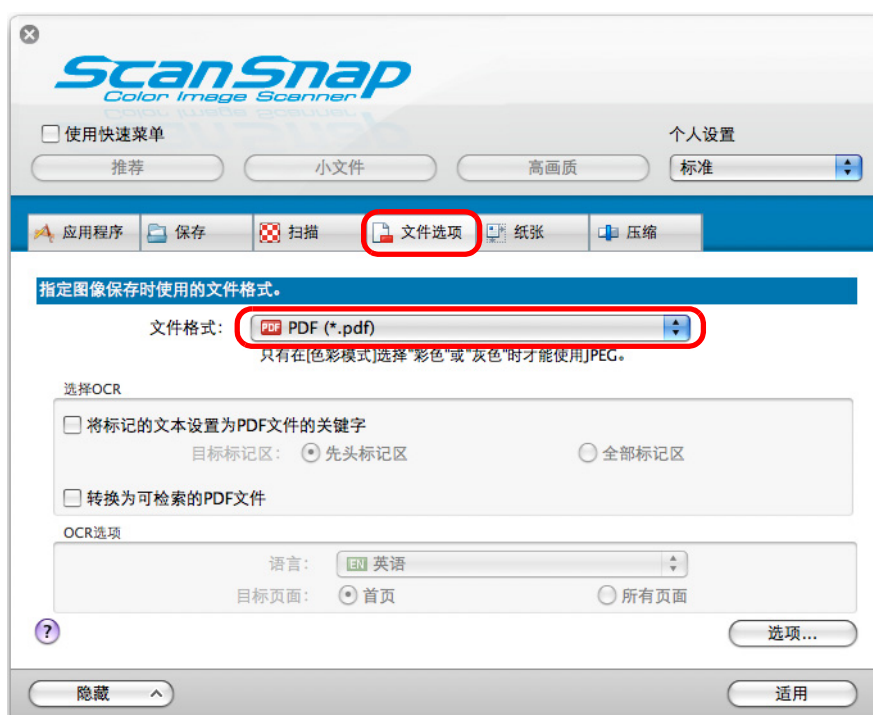 ScanSnap
Color Image Scanner
使用快速菜单
个人设置
推荐 小文件 高画质 标准
应用程序 保存 扫描 文件选项 纸张 压缩
指定图像保存时使用的文件格式。
文件格式: PDF PDF (*.pdf)
只有在[色彩模式]选择"彩色"或"灰色"时才能使用JPEG。
选择OCR
将标记的文本设置为PDF文件的关键字
目标标记区: 先头标记区 全部标记区
转换为可检索的PDF文件
OCR选项
语言: EN 英语
目标页面: 首页 所有页面
? 选项...
隐藏 适用